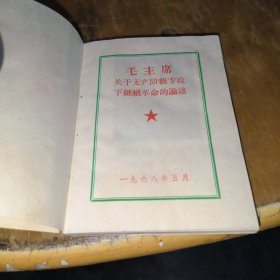 毛主席
关于无产阶级专政
下继续革命的論述
一九六八年五月